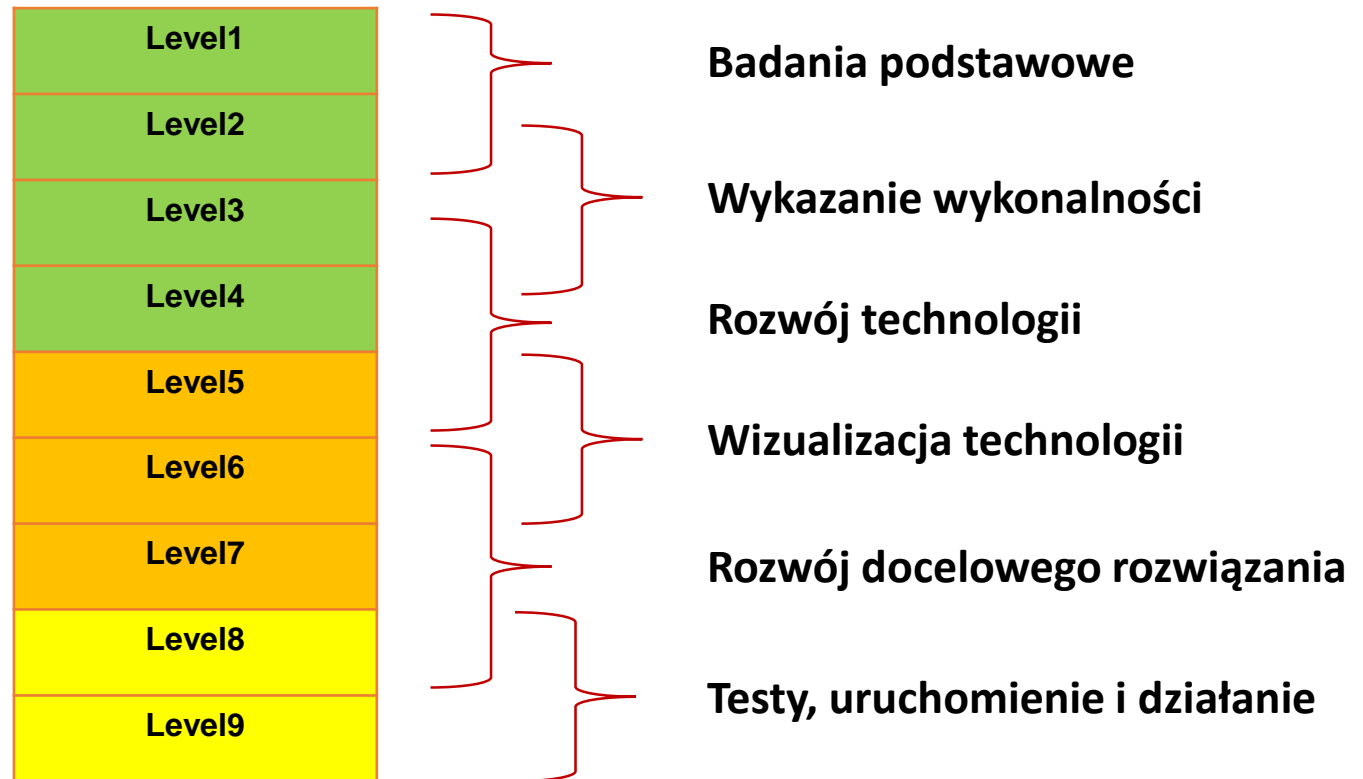 Level1
Badania podstawowe
Level2
Wykazanie wykonalności
Level3
Level4
Rozwój technologii
Level5
Wizualizacja technologii
Level6
Level7
Rozwój docelowego rozwiązania
Level8
Testy, uruchomienie i działanie
Level9